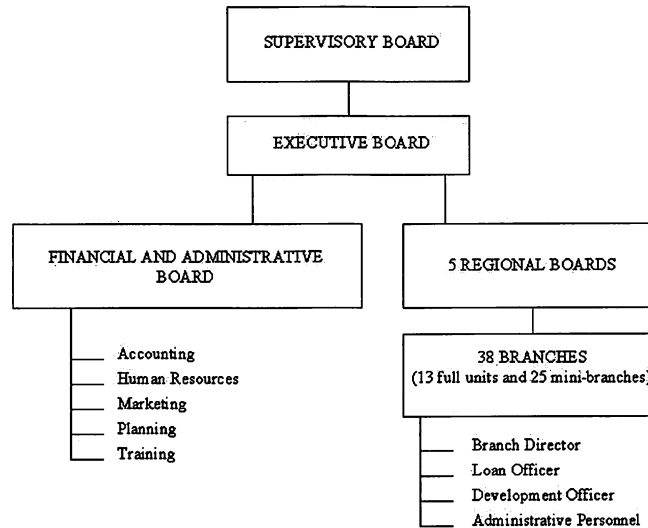 SUPERVISORY BOARD
EXECUTIVE BOARD
FINANCIAL AND ADMINISTRATIVE
BOARD
Accounting
Human Resources
Marketing
Planning
Training
5 REGIONAL BOARDS
38 BRANCHES
(13 full units and 25 mini-branches)
Branch Director
Loan Officer
Development Officer
Administrative Personnel